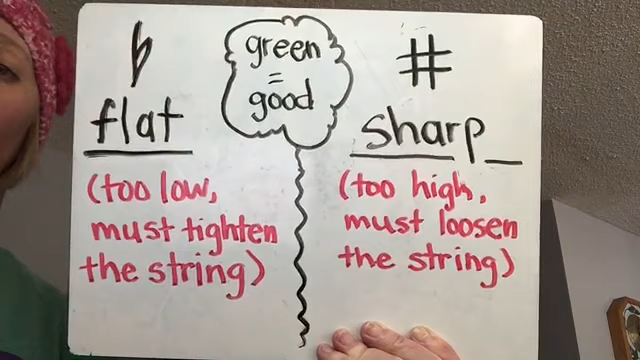 ♭
flat
(too low,
must tighten
the string)
green
=
good
#
sharp
(too high,
must loosen
the string)